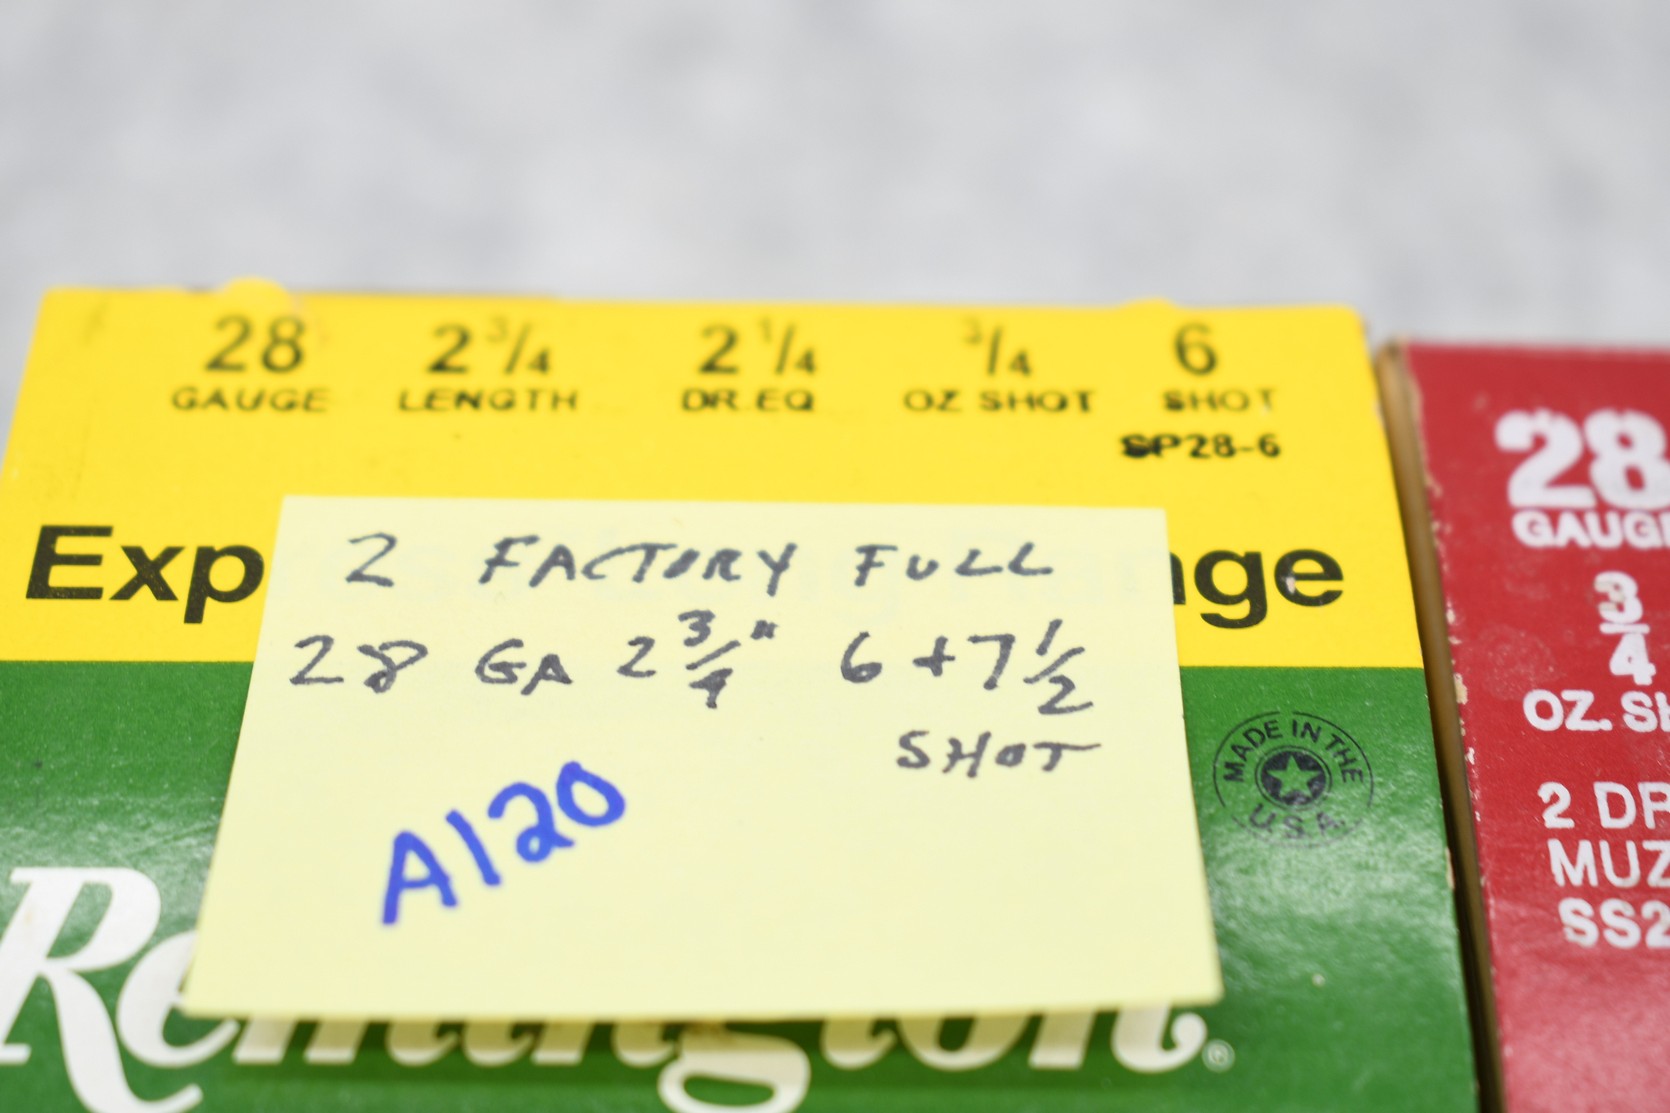 28 2 3/4 2 1/4 3/4 6
GAUGE LENGTH DR.EQ OZ SHOT SHOT
SP28-6
Exp nge
2 FACTORY FULL
28 GA 2 3/4" 6 + 7 1/2
SHOT
A120
MADE IN THE
U.S.A.
Remington®
28
GAUGE
3/4
OZ. SH
2 DR
MUZ
SS2